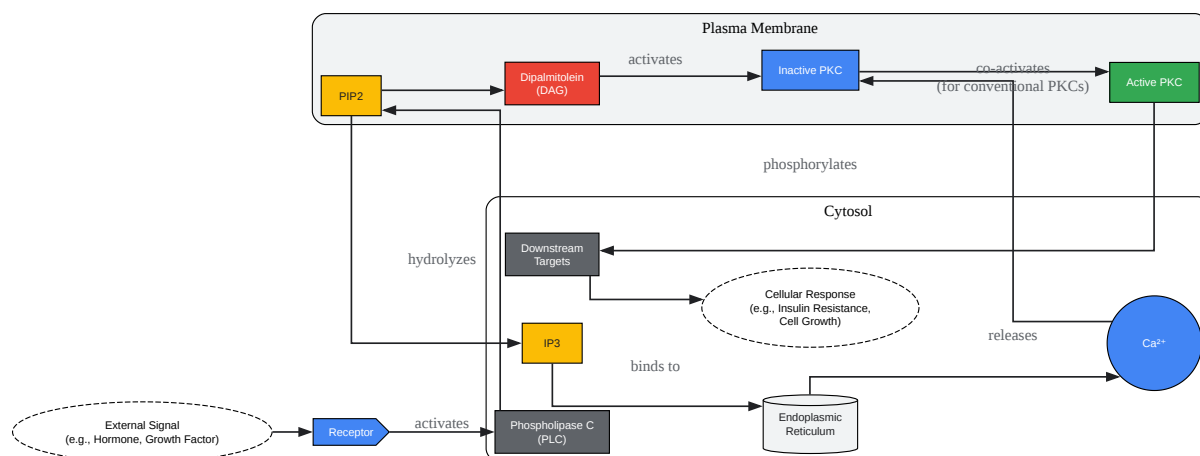 Plasma Membrane
PIP2
Dipalmitolein
(DAG)
activates
Inactive PKC
co-activates
(for conventional PKCs)
Active PKC
phosphorylates
Cytosol
hydrolyzes
Downstream
Targets
Cellular Response
(e.g., Insulin Resistance,
Cell Growth)
IP3
binds to
releases
Ca²⁺
External Signal
(e.g., Hormone, Growth Factor)
Receptor
activates
Phospholipase C
(PLC)
Endoplasmic
Reticulum